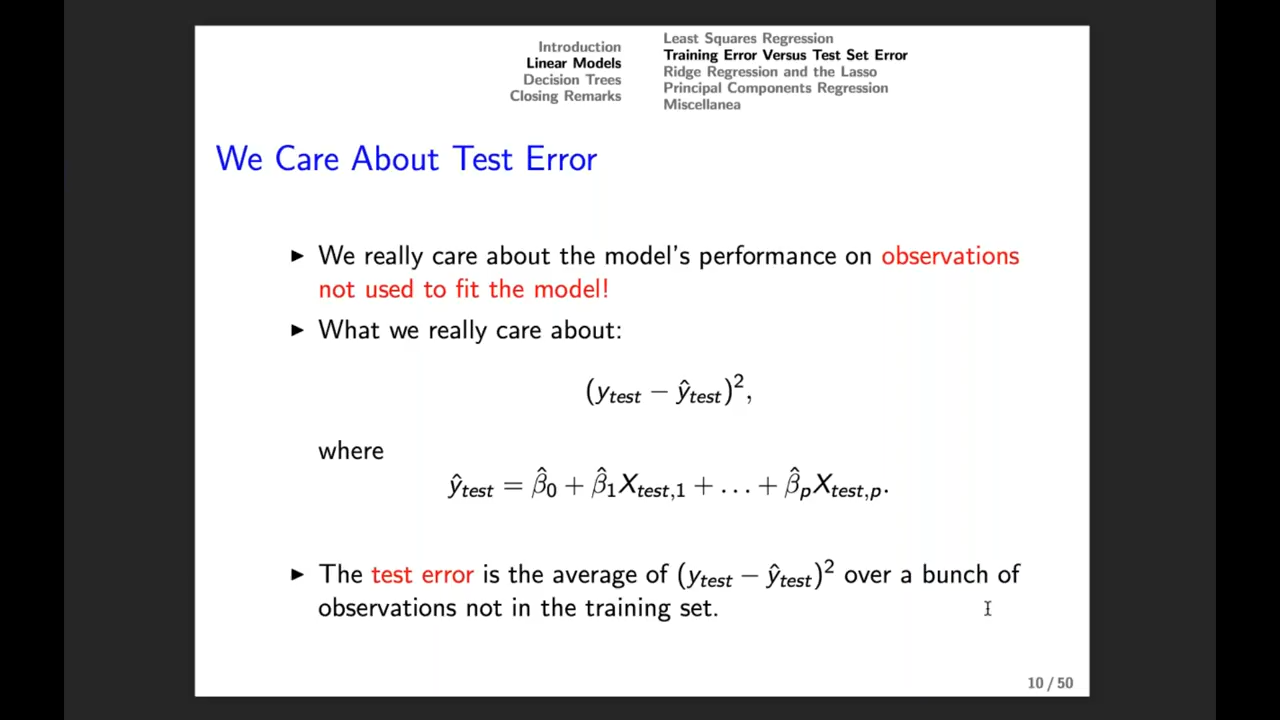 Introduction
Linear Models
Decision Trees
Closing Remarks
Least Squares Regression
Training Error Versus Test Set Error
Ridge Regression and the Lasso
Principal Components Regression
Miscellanea
We Care About Test Error
▶ We really care about the model's performance on observations
not used to fit the model!
▶ What we really care about:
(y_test − ŷ_test)²,
where
ŷ_test = β̂₀ + β̂₁X_test,1 + … + β̂_pX_test,p.
▶ The test error is the average of (y_test − ŷ_test)² over a bunch of
observations not in the training set.
10 / 50